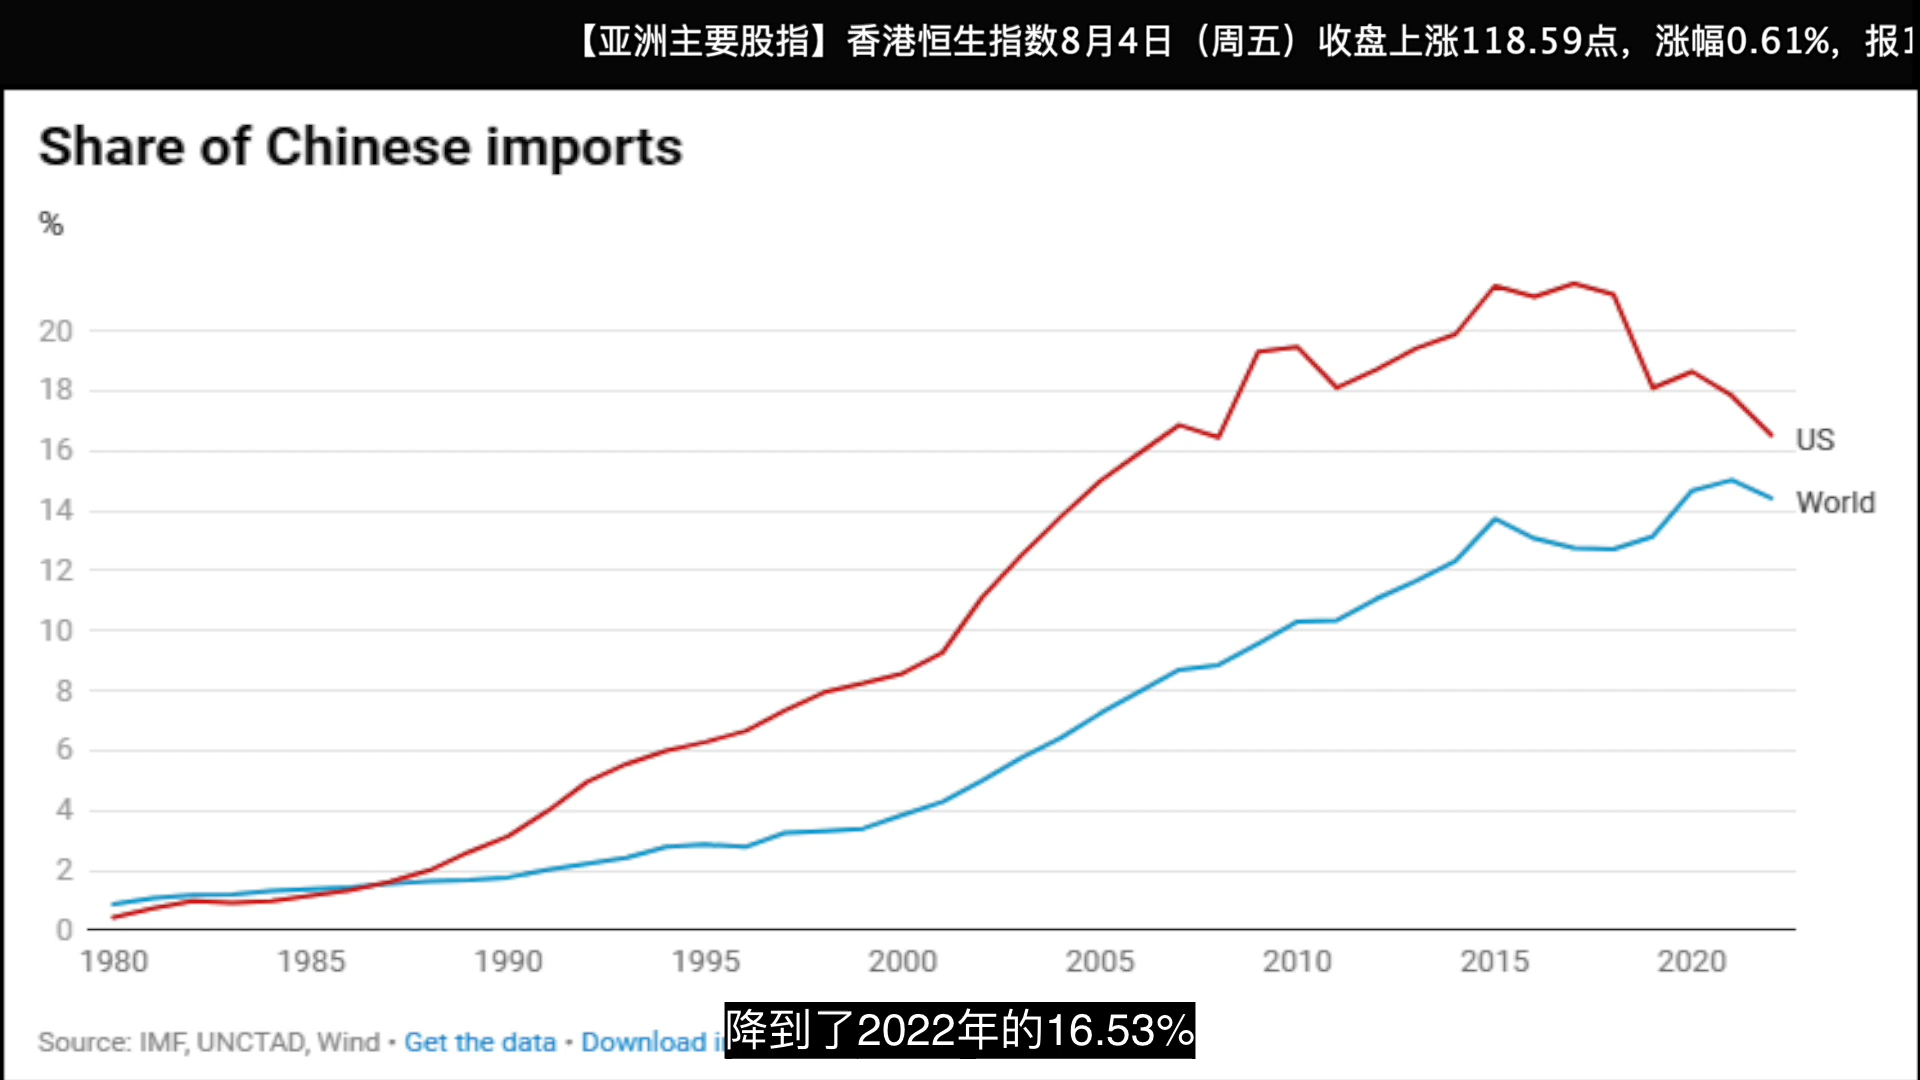 【亚洲主要股指】香港恒生指数8月4日（周五）收盘上涨118.59点，涨幅0.61%，报1
Share of Chinese imports
%
20
18
16
14
12
10
8
6
4
2
0
US
World
1980 1985 1990 1995 2000 2005 2010 2015 2020
Source: IMF, UNCTAD, Wind • Get the data • Download
降到了2022年的16.53%